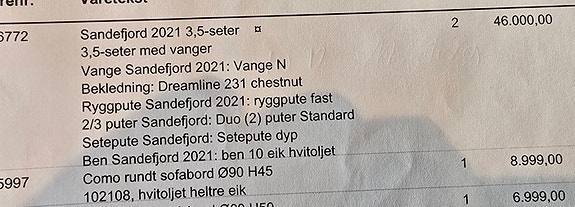 Varetekst
6772 Sandefjord 2021 3,5-seter ¤ 2 46.000,00
3,5-seter med vanger
Vange Sandefjord 2021: Vange N
Bekledning: Dreamline 231 chestnut
Ryggpute Sandefjord 2021: ryggpute fast
2/3 puter Sandefjord: Duo (2) puter Standard
Setepute Sandefjord: Setepute dyp
Ben Sandefjord 2021: ben 10 eik hvitoljet
5997 Como rundt sofabord Ø90 H45 1 8.999,00
102108, hvitoljet heltre eik
1 6.999,00